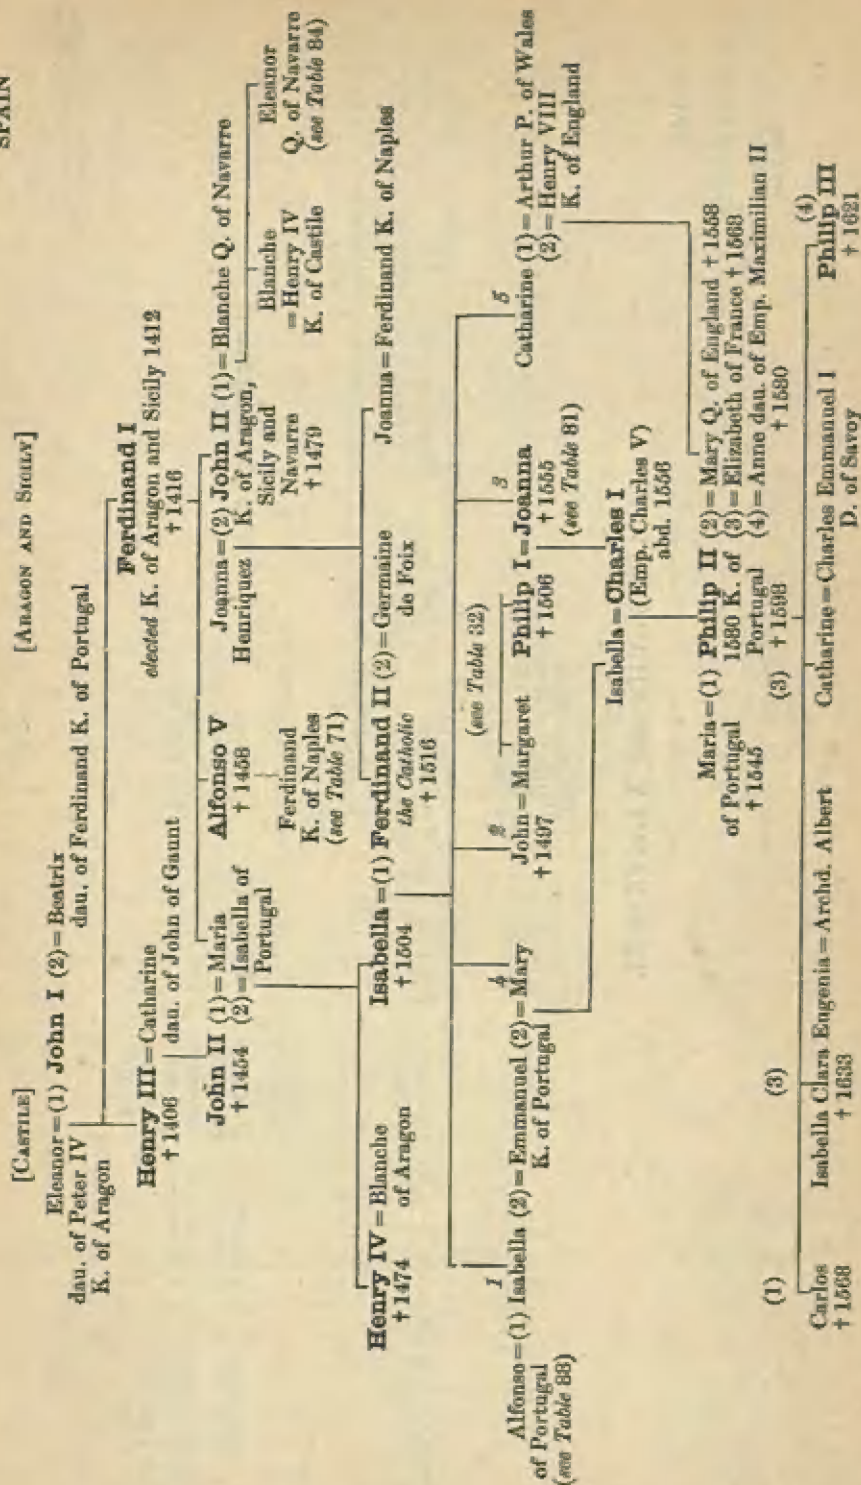 SPAIN
[CASTILE]
[ARAGON AND SICILY]
Eleanor=(1) John I (2)=Beatrix
dau. of Peter IV
K. of Aragon
dau. of Ferdinand K. of Portugal
Henry III=Catharine
†1406
dau. of John of Gaunt
Ferdinand I
elected K. of Aragon and Sicily 1412
†1416
John II (1)=Maria
†1454
(2)=Isabella of
Portugal
Alfonso V
†1458
Ferdinand
K. of Naples
(see Table 71)
Joanna=(2) John II (1)=Blanche Q. of Navarre
Henriquez
K. of Aragon,
Sicily and
Navarre
†1479
Blanche
=Henry IV
K. of Castile
Eleanor
Q. of Navarre
(see Table 84)
Henry IV=Blanche
†1474
of Aragon
Isabella=(1) Ferdinand II (2)=Germaine
†1504
the Catholic
†1516
de Foix
Joanna=Ferdinand K. of Naples
1
4
2
(see Table 32)
3
5
Alfonso=(1) Isabella (2)=Emmanuel (2)=Mary
of Portugal
(see Table 88)
K. of Portugal
John=Margaret
†1497
Philip I=Joanna
†1506
†1555
(see Table 81)
Catharine (1)=Arthur P. of Wales
(2)=Henry VIII
K. of England
Isabella=Charles I
(Emp. Charles V)
abd. 1556
Maria=(1) Philip II (2)=Mary Q. of England †1558
of Portugal
†1545
1580 K. of
Portugal
†1598
(3)=Elizabeth of France †1568
(4)=Anne dau. of Emp. Maximilian II
†1580
(1)
(3)
(3)
(4)
Carlos
†1568
Isabella Clara Eugenia=Archd. Albert
†1633
Catharine=Charles Emmanuel I
D. of Savoy
Philip III
†1621